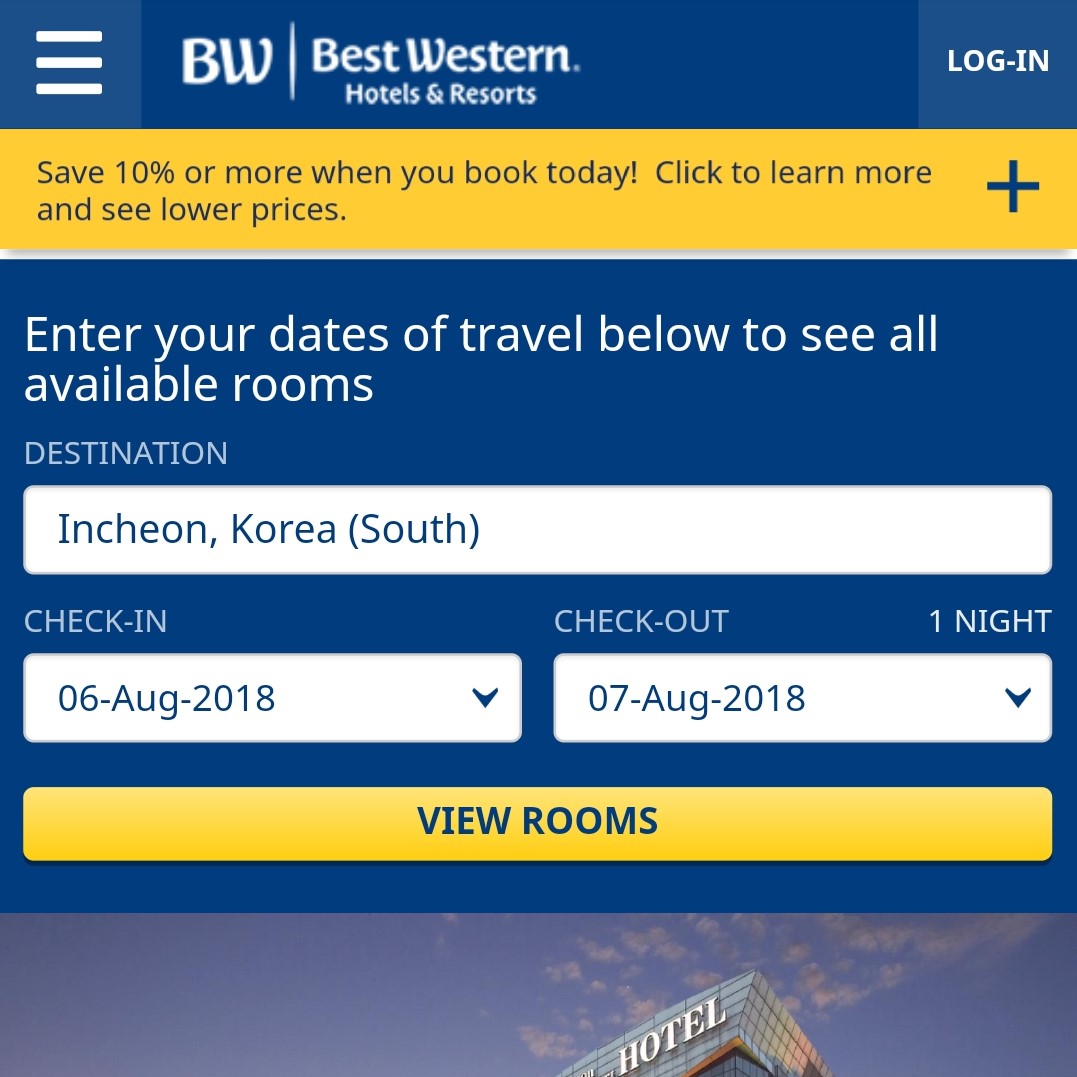 BW Best Western.
Hotels & Resorts
LOG-IN
Save 10% or more when you book today! Click to learn more
and see lower prices.
Enter your dates of travel below to see all
available rooms
DESTINATION
Incheon, Korea (South)
CHECK-IN
CHECK-OUT
1 NIGHT
06-Aug-2018
07-Aug-2018
VIEW ROOMS
HOTEL